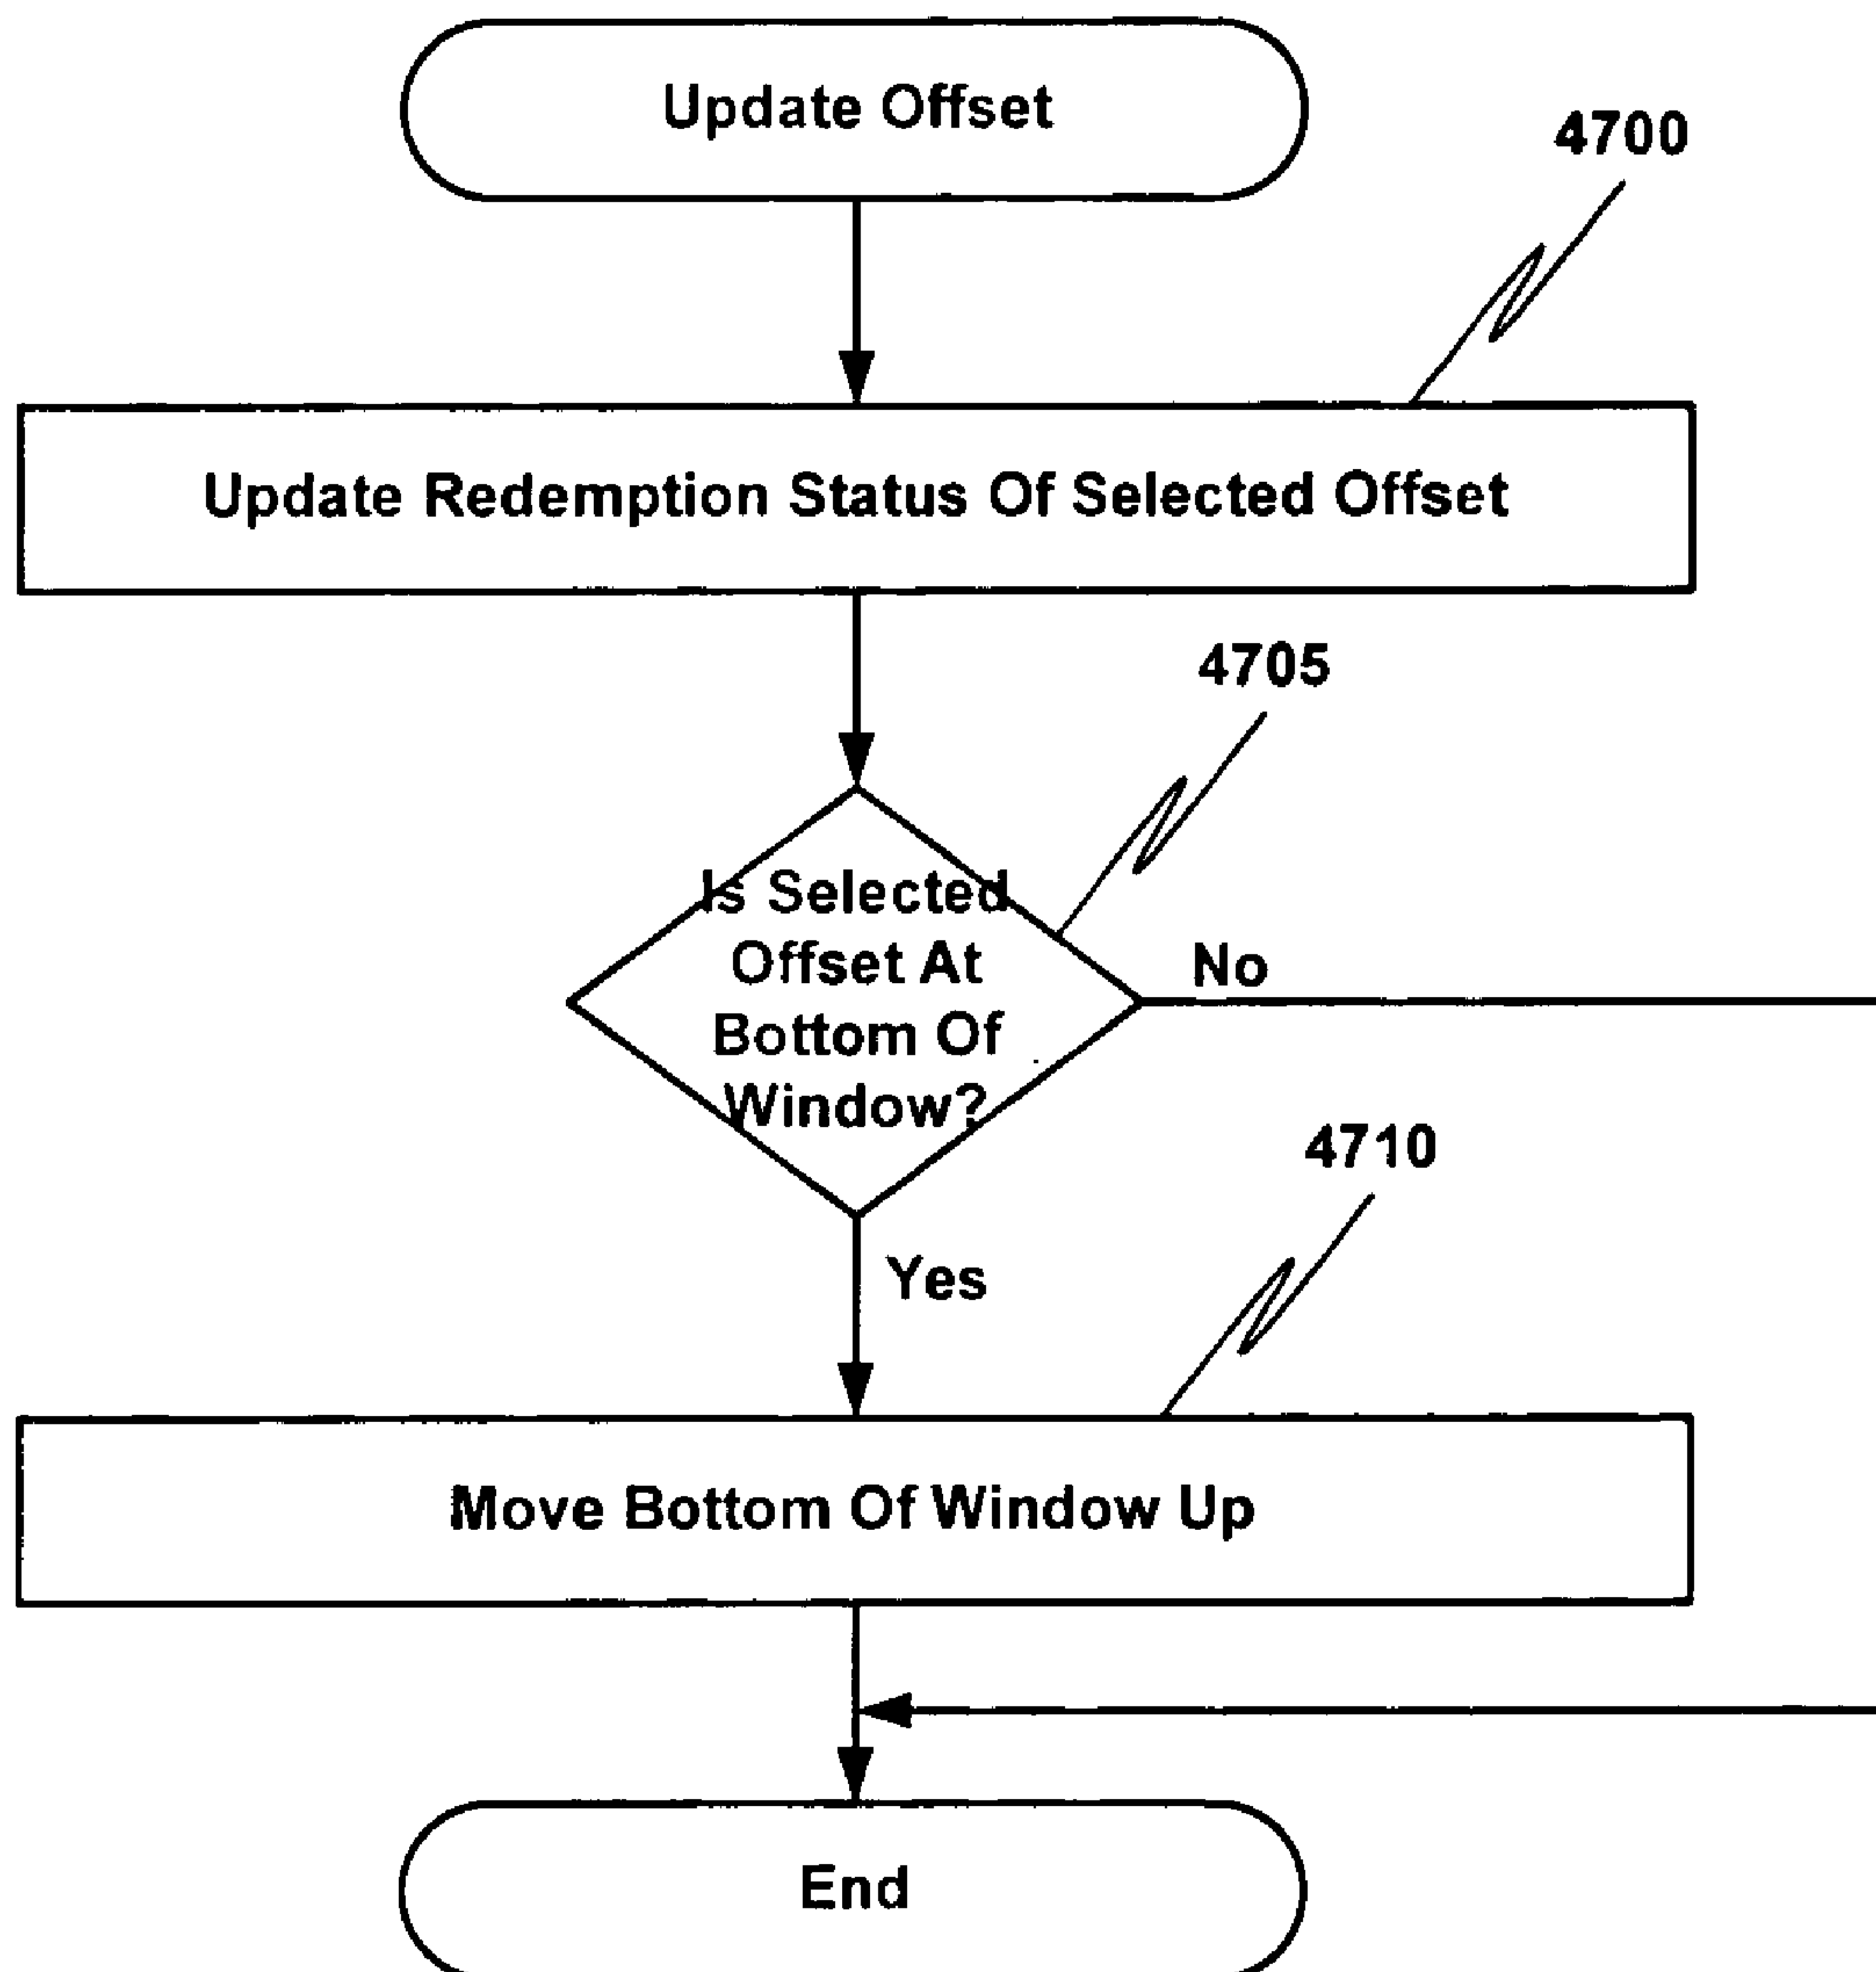 Update Offset
4700
Update Redemption Status Of Selected Offset
4705
Is Selected
Offset At
Bottom Of
Window?
No
4710
Yes
Move Bottom Of Window Up
End